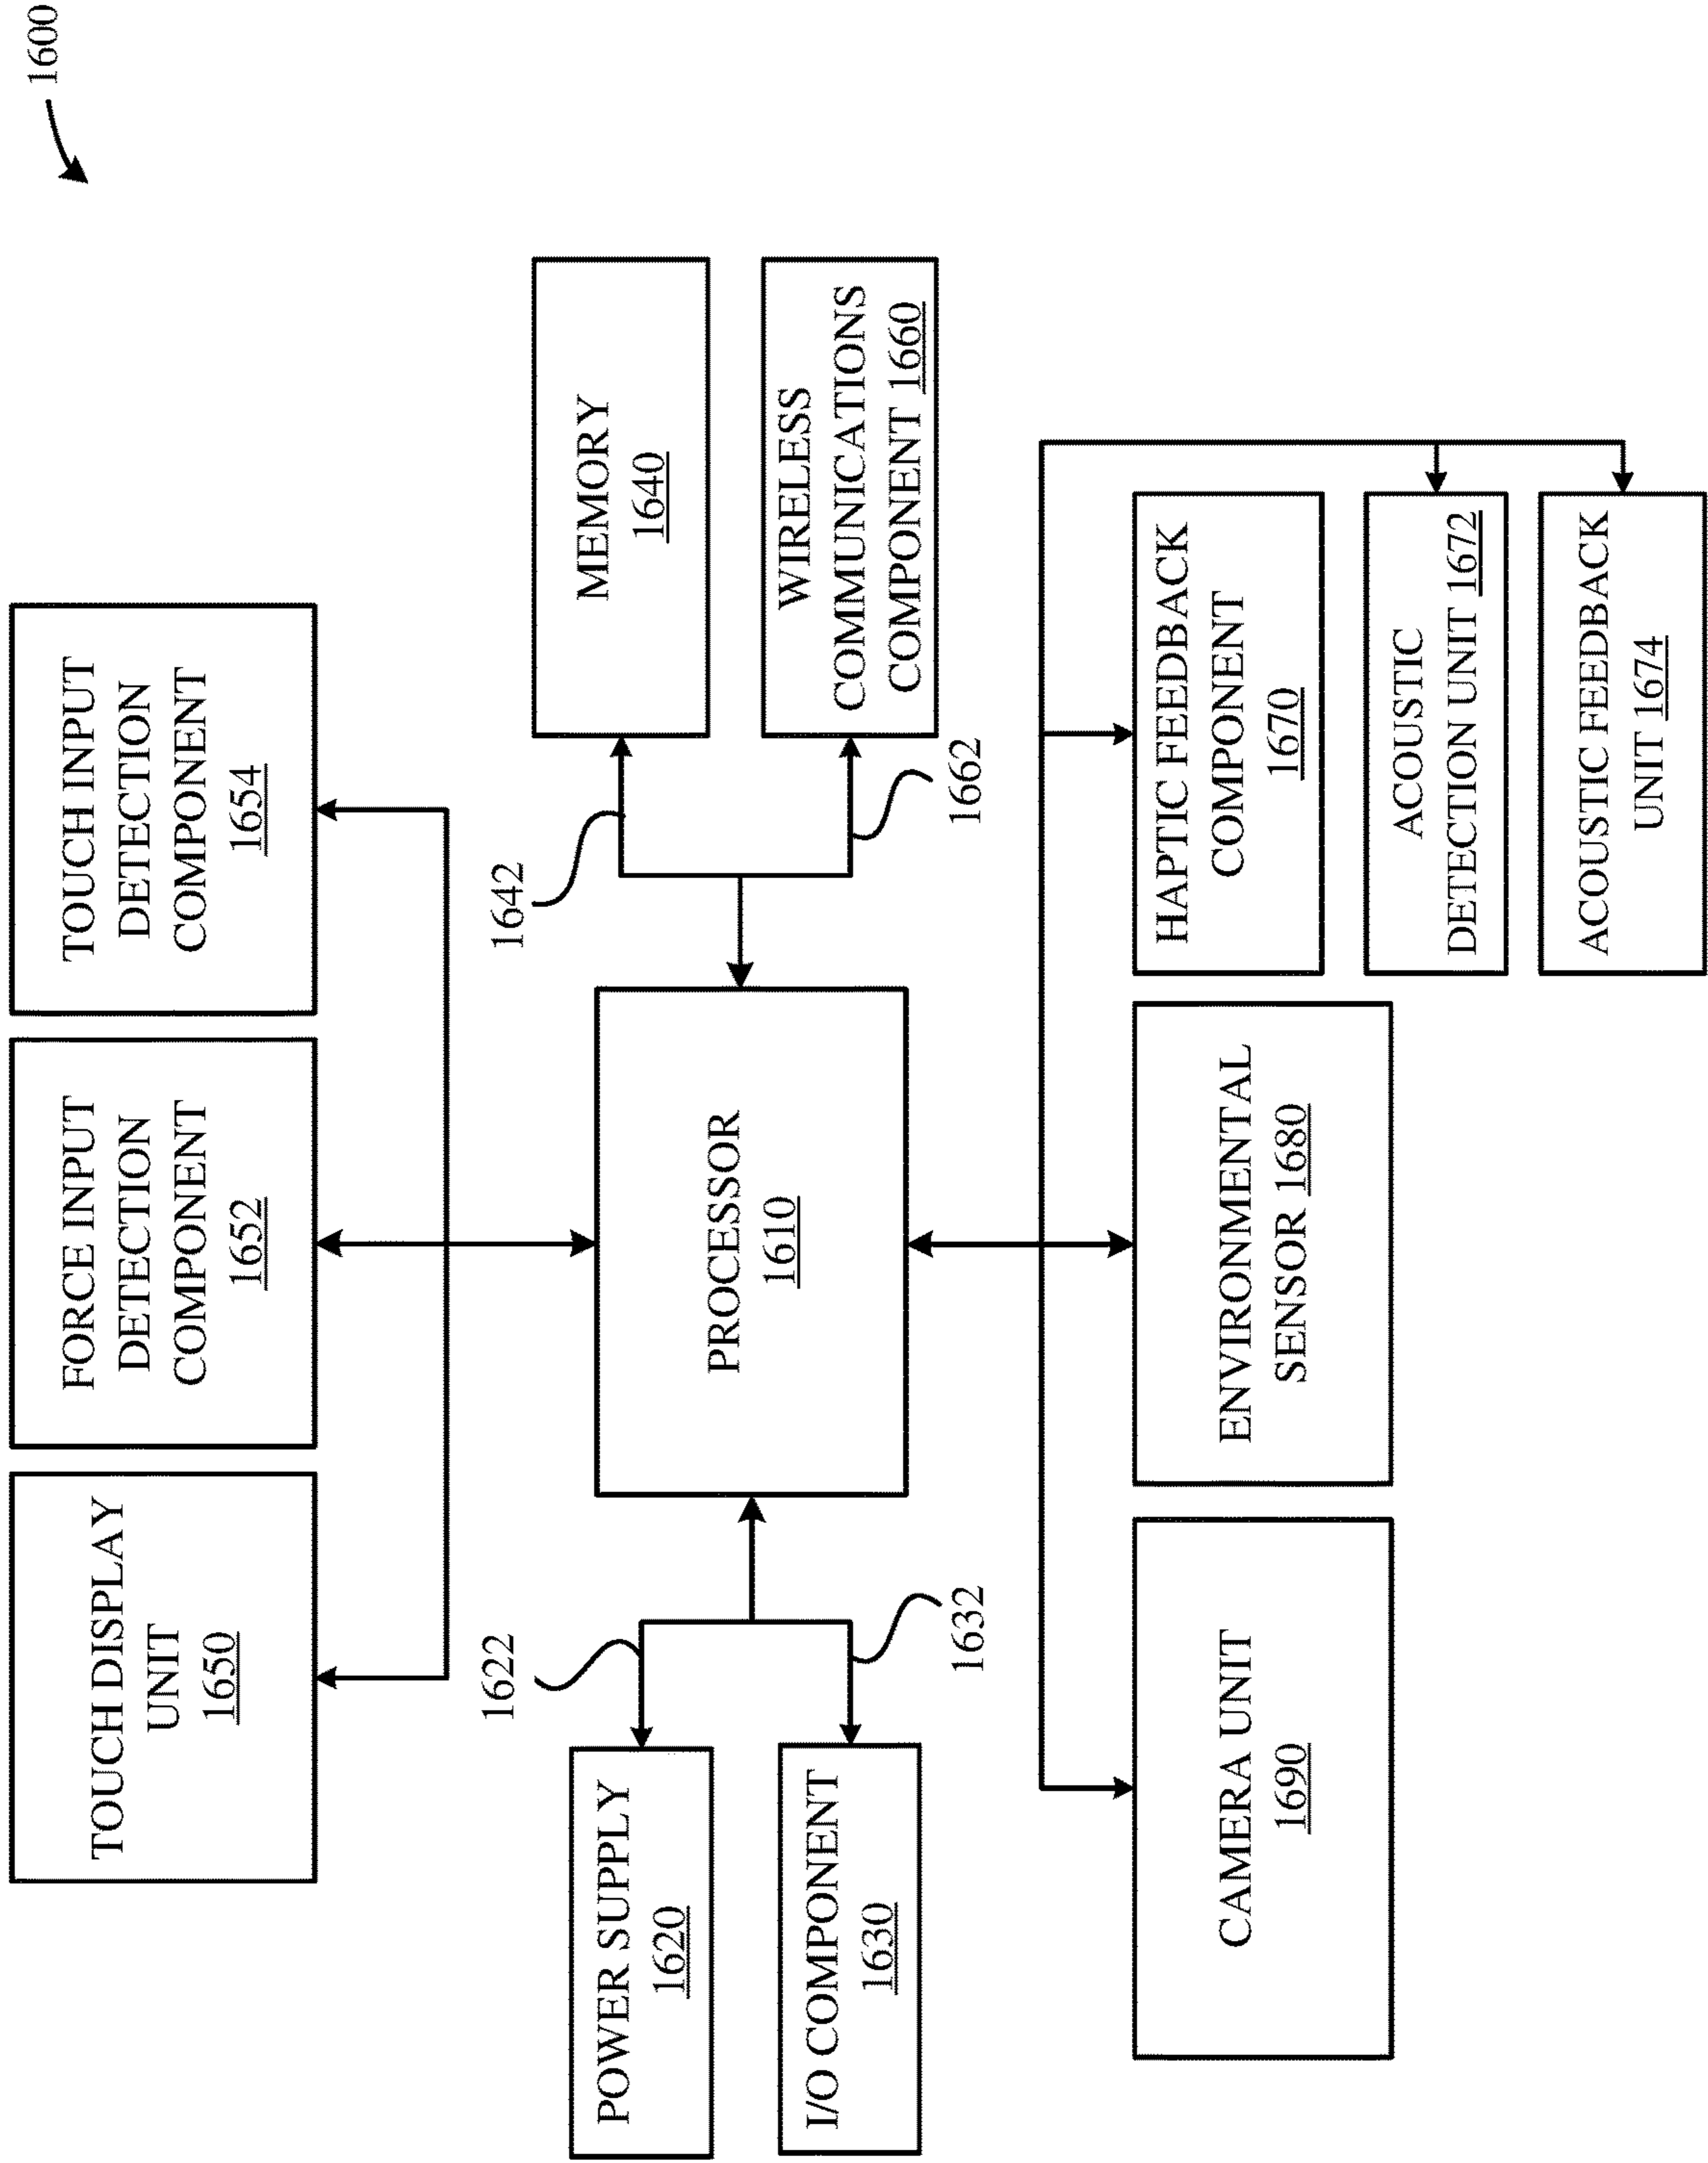 1600
TOUCH DISPLAY
UNIT
1650
FORCE INPUT
DETECTION
COMPONENT
1652
TOUCH INPUT
DETECTION
COMPONENT
1654
POWER SUPPLY
1620
1622
I/O COMPONENT
1630
1632
PROCESSOR
1610
1642
MEMORY
1640
1662
WIRELESS
COMMUNICATIONS
COMPONENT 1660
CAMERA UNIT
1690
ENVIRONMENTAL
SENSOR 1680
HAPTIC FEEDBACK
COMPONENT
1670
ACOUSTIC
DETECTION UNIT 1672
ACOUSTIC FEEDBACK
UNIT 1674